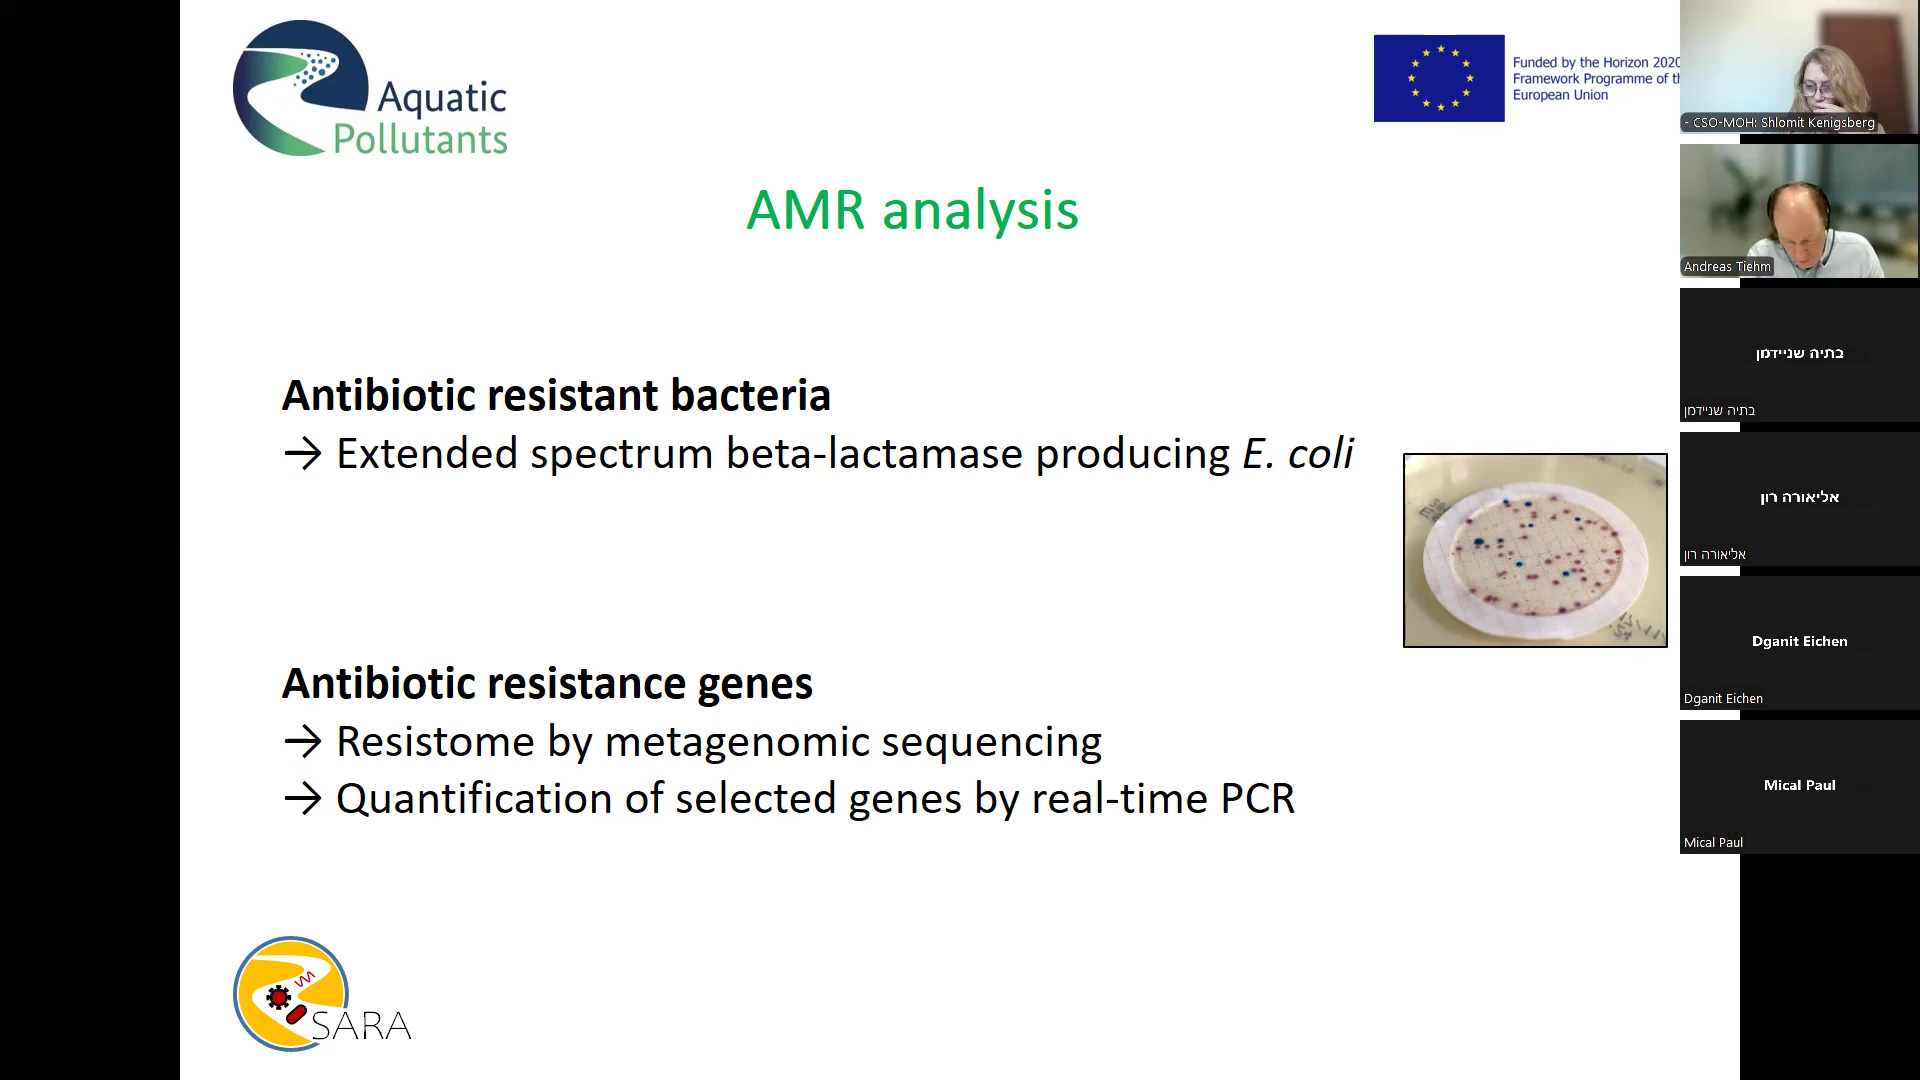 Aquatic
Pollutants
Funded by the Horizon 2020
Framework Programme of th
European Union
AMR analysis
Antibiotic resistant bacteria
→ Extended spectrum beta-lactamase producing E. coli
Antibiotic resistance genes
→ Resistome by metagenomic sequencing
→ Quantification of selected genes by real-time PCR
SARA
- CSO-MOH: Shlomit Kenigsberg
Andreas Tiehm
בתיה שניידמן
בתיה שניידמן
אליאורה רון
אליאורה רון
Dganit Eichen
Dganit Eichen
Mical Paul
Mical Paul